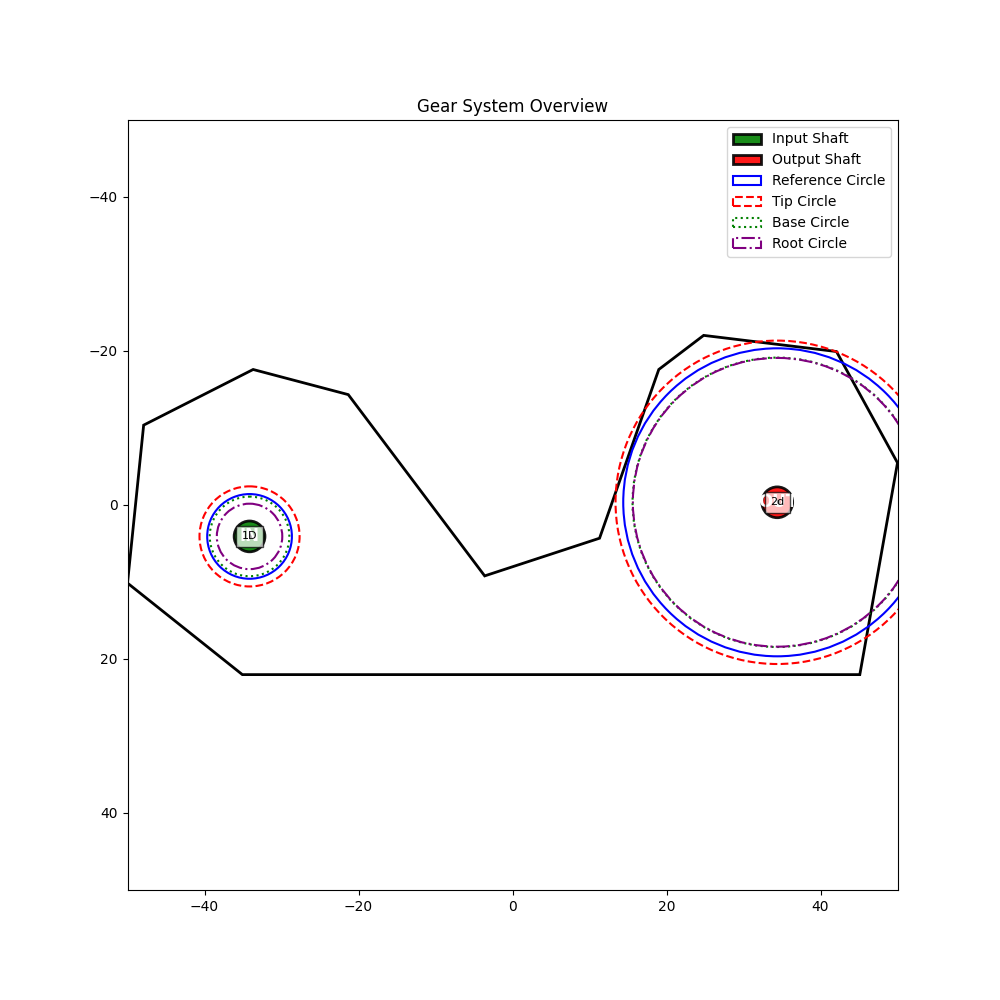 Gear System Overview
Input Shaft
Output Shaft
Reference Circle
Tip Circle
Base Circle
Root Circle
−40
−20
0
20
40
1D
2d
−40
−20
0
20
40